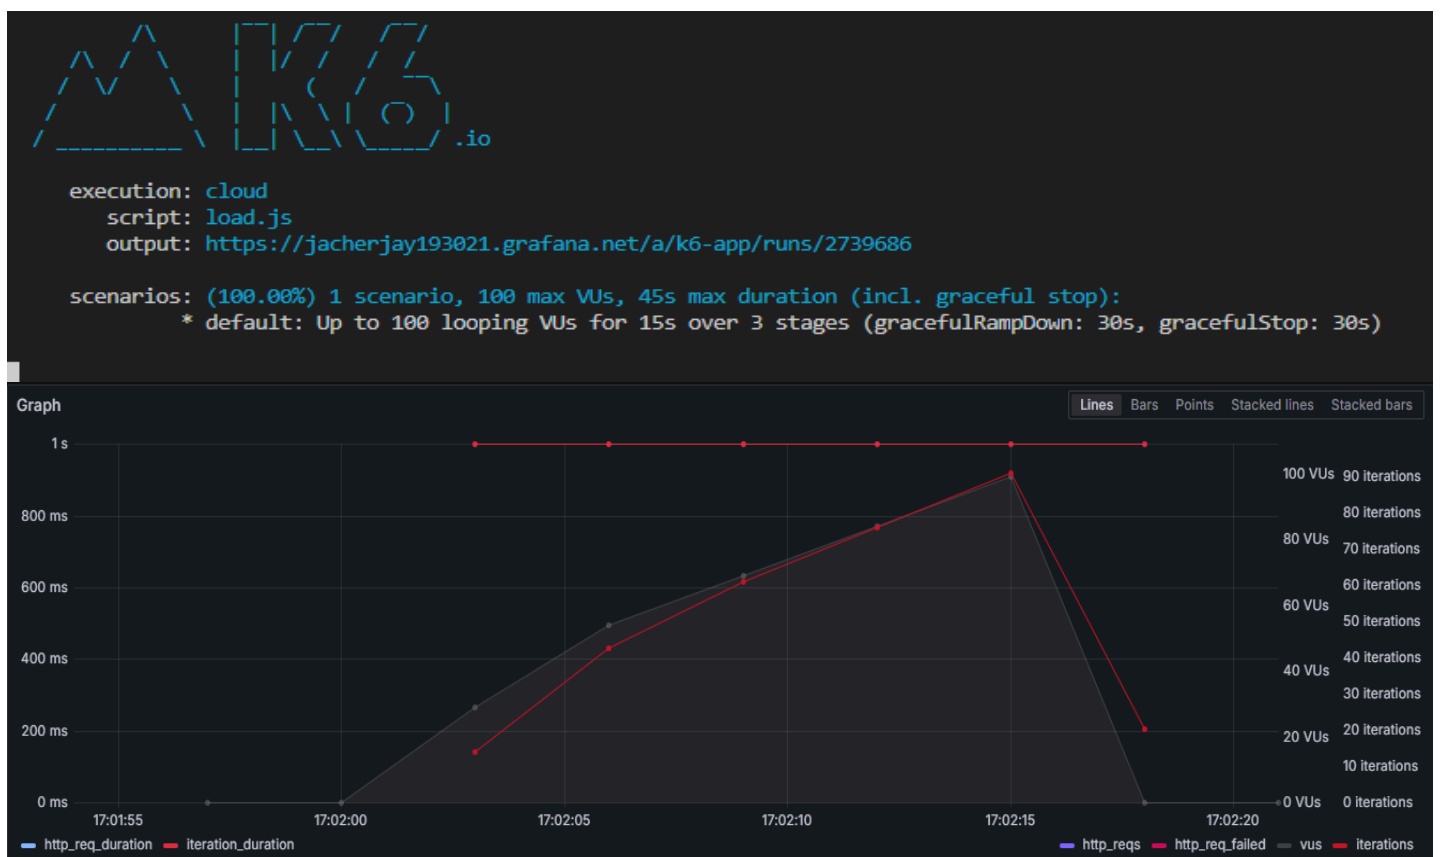 K6
.io
execution: cloud
script: load.js
output: https://jacherjay193021.grafana.net/a/k6-app/runs/2739686
scenarios: (100.00%) 1 scenario, 100 max VUs, 45s max duration (incl. graceful stop):
* default: Up to 100 looping VUs for 15s over 3 stages (gracefulRampDown: 30s, gracefulStop: 30s)
Graph
Lines Bars Points Stacked lines Stacked bars
1 s
800 ms
600 ms
400 ms
200 ms
0 ms
100 VUs
80 VUs
60 VUs
40 VUs
20 VUs
0 VUs
90 iterations
80 iterations
70 iterations
60 iterations
50 iterations
40 iterations
30 iterations
20 iterations
10 iterations
0 iterations
17:01:55 17:02:00 17:02:05 17:02:10 17:02:15 17:02:20
http_req_duration iteration_duration http_reqs http_req_failed vus iterations